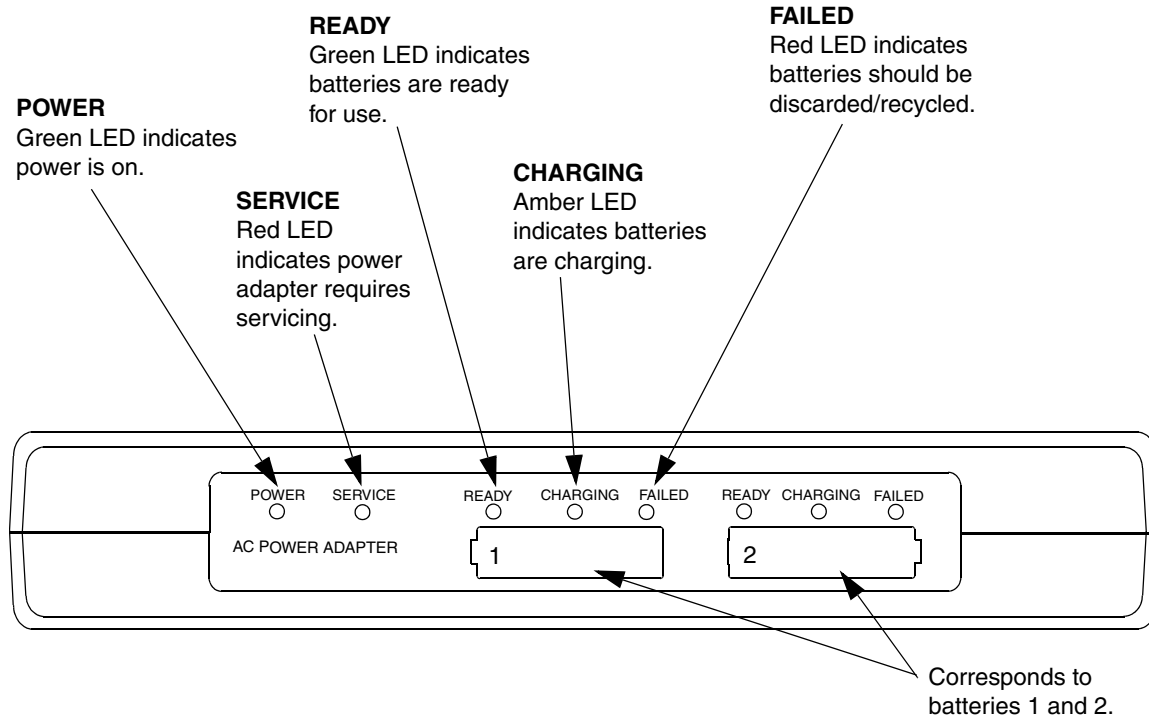 READY
Green LED indicates
batteries are ready
for use.
FAILED
Red LED indicates
batteries should be
discarded/recycled.
POWER
Green LED indicates
power is on.
CHARGING
Amber LED
indicates batteries
are charging.
SERVICE
Red LED
indicates power
adapter requires
servicing.
POWER SERVICE READY CHARGING FAILED READY CHARGING FAILED
AC POWER ADAPTER 1 2
Corresponds to
batteries 1 and 2.